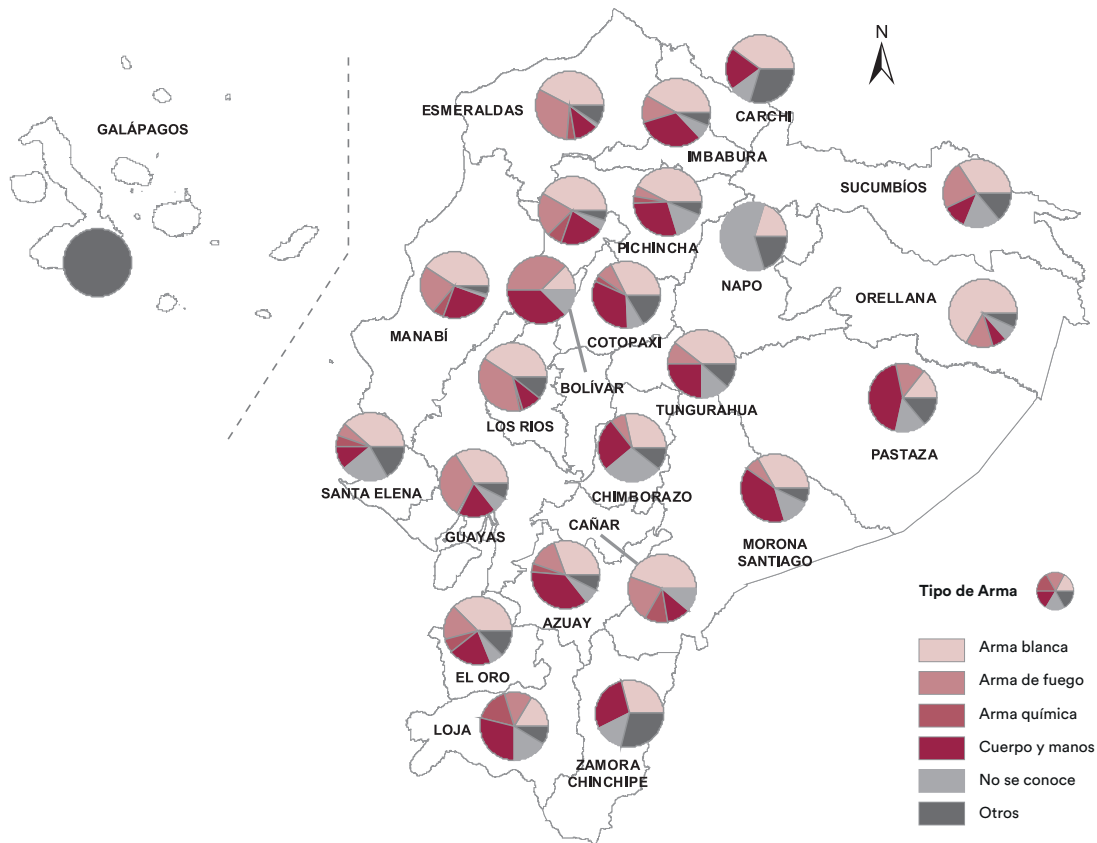 N
GALÁPAGOS
ESMERALDAS
CARCHI
IMBABURA
SUCUMBÍOS
PICHINCHA
NAPO
ORELLANA
MANABÍ
COTOPAXÍ
BOLÍVAR
TUNGURAHUA
LOS RIOS
PASTAZA
SANTA ELENA
CHIMBORAZO
GUAYAS
CAÑAR
MORONA
SANTIAGO
AZUAY
EL ORO
LOJA
ZAMORA
CHINCHIPE
Tipo de Arma
Arma blanca
Arma de fuego
Arma química
Cuerpo y manos
No se conoce
Otros